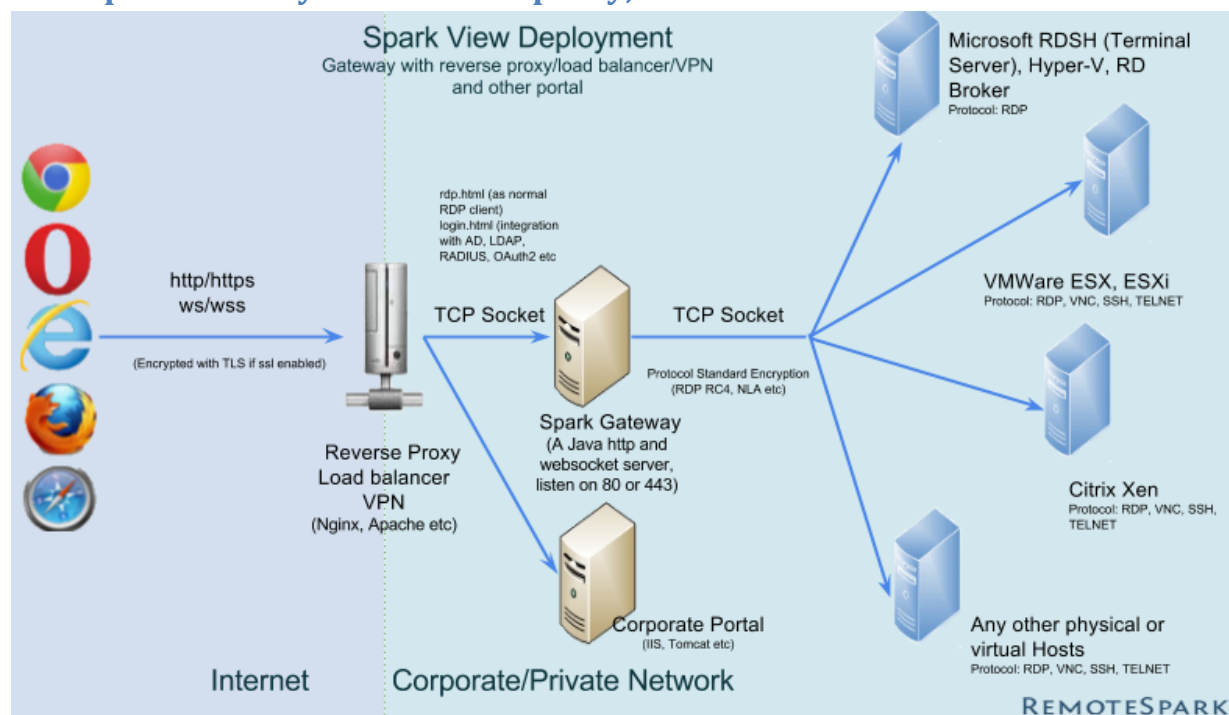 Spark View Deployment
Gateway with reverse proxy/load balancer/VPN
and other portal
http/https
ws/wss
(Encrypted with TLS if ssl enabled)
Reverse Proxy
Load balancer
VPN
(Nginx, Apache etc)
rdp.html (as normal
RDP client)
login.html (integration
with AD, LDAP,
RADIUS, OAuth2 etc
TCP Socket
Spark Gateway
(A Java http and
websocket server,
listen on 80 or 443)
Corporate Portal
(IIS, Tomcat etc)
TCP Socket
Protocol Standard Encryption
(RDP RC4, NLA etc)
Microsoft RDSH (Terminal
Server), Hyper-V, RD
Broker
Protocol: RDP
VMWare ESX, ESXi
Protocol: RDP, VNC, SSH, TELNET
Citrix Xen
Protocol: RDP, VNC, SSH,
TELNET
Any other physical or
virtual Hosts
Protocol: RDP, VNC, SSH, TELNET
Internet
Corporate/Private Network
REMOTESPARK